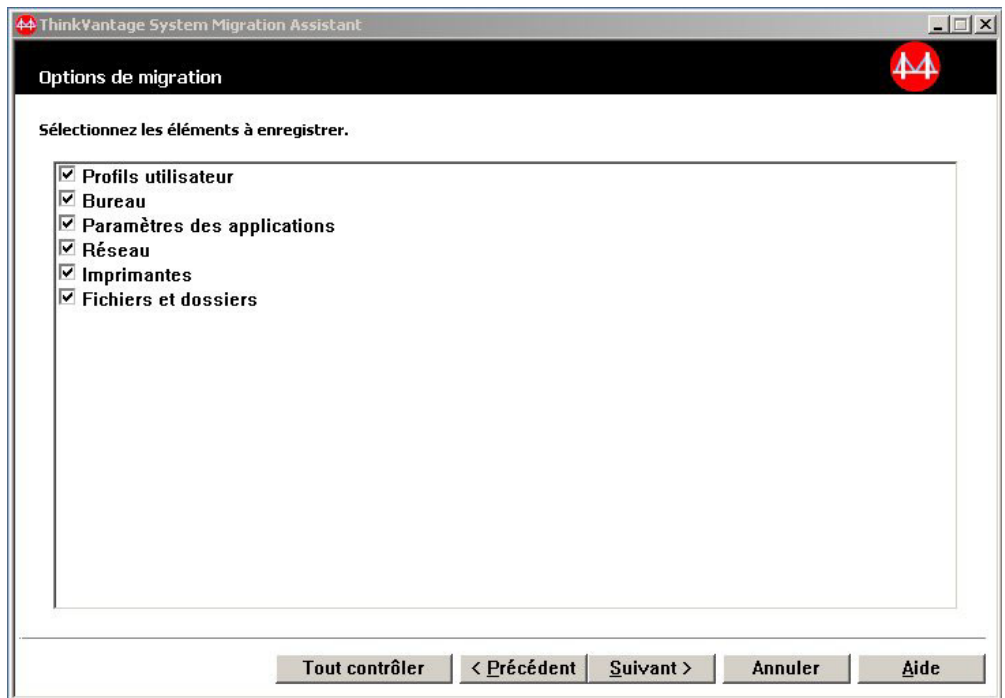 ThinkVantage System Migration Assistant
Options de migration
Sélectionnez les éléments à enregistrer.
Profils utilisateur
Bureau
Paramètres des applications
Réseau
Imprimantes
Fichiers et dossiers
Tout contrôler
< Précédent
Suivant >
Annuler
Aide